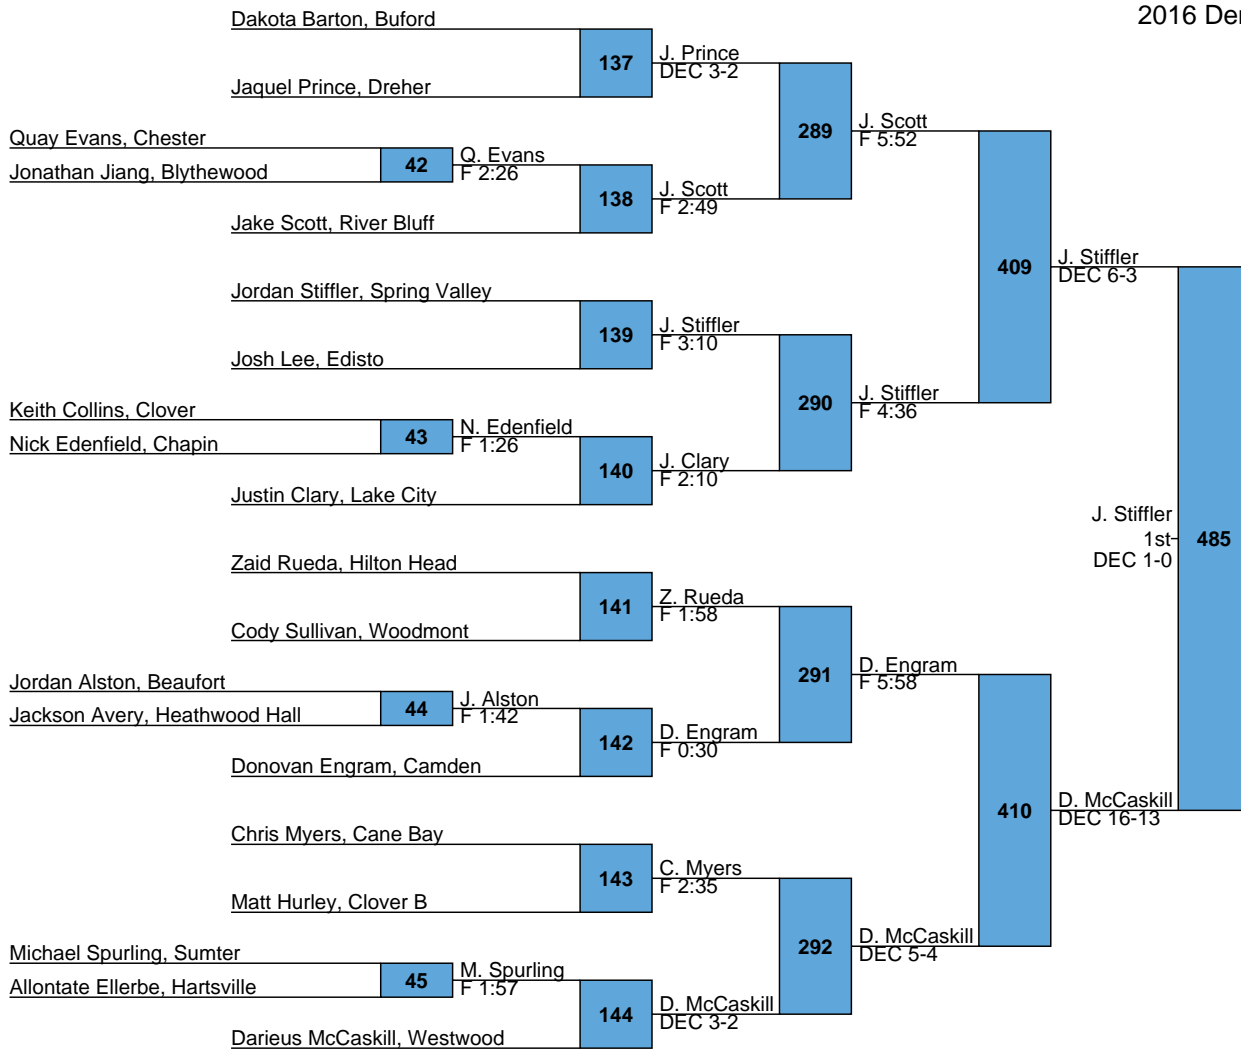 2016 Der
Dakota Barton, Buford
137
J. Prince
DEC 3-2
Jaquel Prince, Dreher
289
J. Scott
F 5:52
Quay Evans, Chester
42
Q. Evans
F 2:26
Jonathan Jiang, Blythewood
138
J. Scott
F 2:49
Jake Scott, River Bluff
409
J. Stiffler
DEC 6-3
Jordan Stiffler, Spring Valley
139
J. Stiffler
F 3:10
Josh Lee, Edisto
290
J. Stiffler
F 4:36
Keith Collins, Clover
43
N. Edenfield
F 1:26
Nick Edenfield, Chapin
140
J. Clary
F 2:10
Justin Clary, Lake City
J. Stiffler
1st
DEC 1-0
485
Zaid Rueda, Hilton Head
141
Z. Rueda
F 1:58
Cody Sullivan, Woodmont
291
D. Engram
F 5:58
Jordan Alston, Beaufort
44
J. Alston
F 1:42
Jackson Avery, Heathwood Hall
142
D. Engram
F 0:30
Donovan Engram, Camden
410
D. McCaskill
DEC 16-13
Chris Myers, Cane Bay
143
C. Myers
F 2:35
Matt Hurley, Clover B
292
D. McCaskill
DEC 5-4
Michael Spurling, Sumter
45
M. Spurling
F 1:57
Allontate Ellerbe, Hartsville
144
D. McCaskill
DEC 3-2
Darieus McCaskill, Westwood